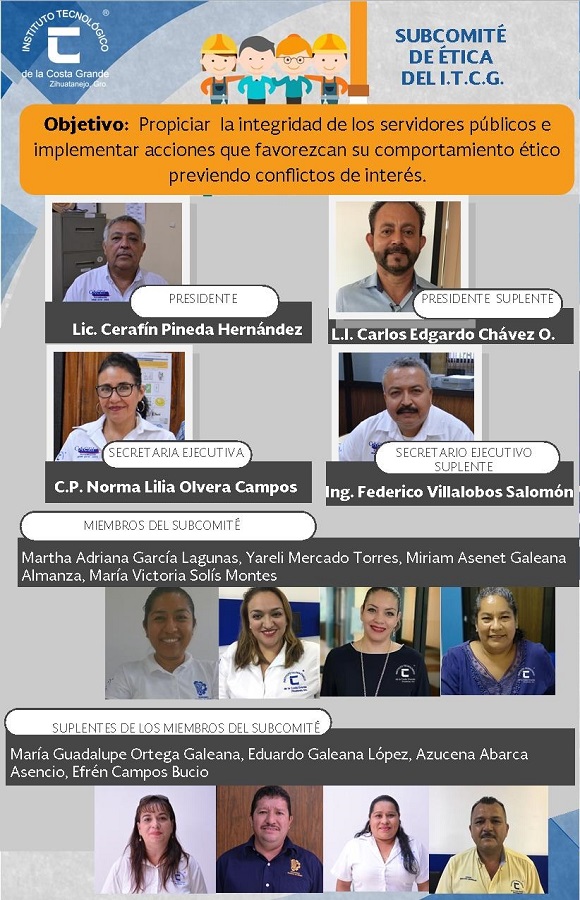 INSTITUTO TECNOLÓGICO
®
de la Costa Grande
Zihuatanejo, Gro.
SUBCOMITÉ
DE ÉTICA
DEL I.T.C.G.
Objetivo: Propiciar la integridad de los servidores públicos e
implementar acciones que favorezcan su comportamiento ético
previendo conflictos de interés.
PRESIDENTE
Lic. Cerafín Pineda Hernández
PRESIDENTE SUPLENTE
L.I. Carlos Edgardo Chávez O.
SECRETARIA EJECUTIVA
C.P. Norma Lilia Olvera Campos
SECRETARIO EJECUTIVO
SUPLENTE
Ing. Federico Villalobos Salomón
MIEMBROS DEL SUBCOMITÉ
Martha Adriana García Lagunas, Yareli Mercado Torres, Miriam Asenet Galeana
Almanza, María Victoria Solís Montes
de la Costa Grande
SUPLENTES DE LOS MIEMBROS DEL SUBCOMITÉ
María Guadalupe Ortega Galeana, Eduardo Galeana López, Azucena Abarca
Asencio, Efrén Campos Bucio